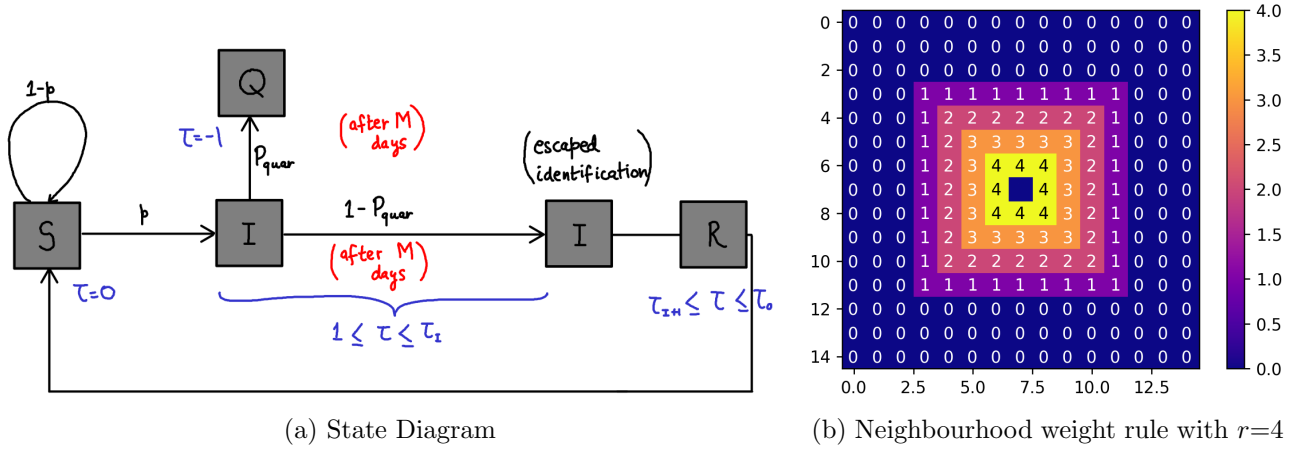 Q
1-p
(after M
days)
τ=-1
P_quar
(escaped
identification)
S
p
I
1-P_quar
I
R
(after M
days)
τ=0
1 ≤ τ ≤ τ_I
τ_{I+1} ≤ τ ≤ τ_0
(a) State Diagram
0 0 0 0 0 0 0 0 0 0 0 0 0 0 0 0
0 0 0 0 0 0 0 0 0 0 0 0 0 0 0
2 0 0 0 0 0 0 0 0 0 0 0 0 0 0 0
0 0 0 1 1 1 1 1 1 1 1 1 0 0 0
4 0 0 0 1 2 2 2 2 2 2 2 1 0 0 0
0 0 0 1 2 3 3 3 3 3 2 1 0 0 0
6 0 0 0 1 2 3 4 4 4 3 2 1 0 0 0
0 0 0 1 2 3 4 4 3 2 1 0 0 0
8 0 0 0 1 2 3 4 4 4 3 2 1 0 0 0
0 0 0 1 2 3 3 3 3 3 2 1 0 0 0
10 0 0 0 1 2 2 2 2 2 2 2 1 0 0 0
0 0 0 1 1 1 1 1 1 1 1 1 0 0 0
12 0 0 0 0 0 0 0 0 0 0 0 0 0 0 0
0 0 0 0 0 0 0 0 0 0 0 0 0 0 0
14 0 0 0 0 0 0 0 0 0 0 0 0 0 0 0
0.0 2.5 5.0 7.5 10.0 12.5
4.0
3.5
3.0
2.5
2.0
1.5
1.0
0.5
0.0
(b) Neighbourhood weight rule with r=4